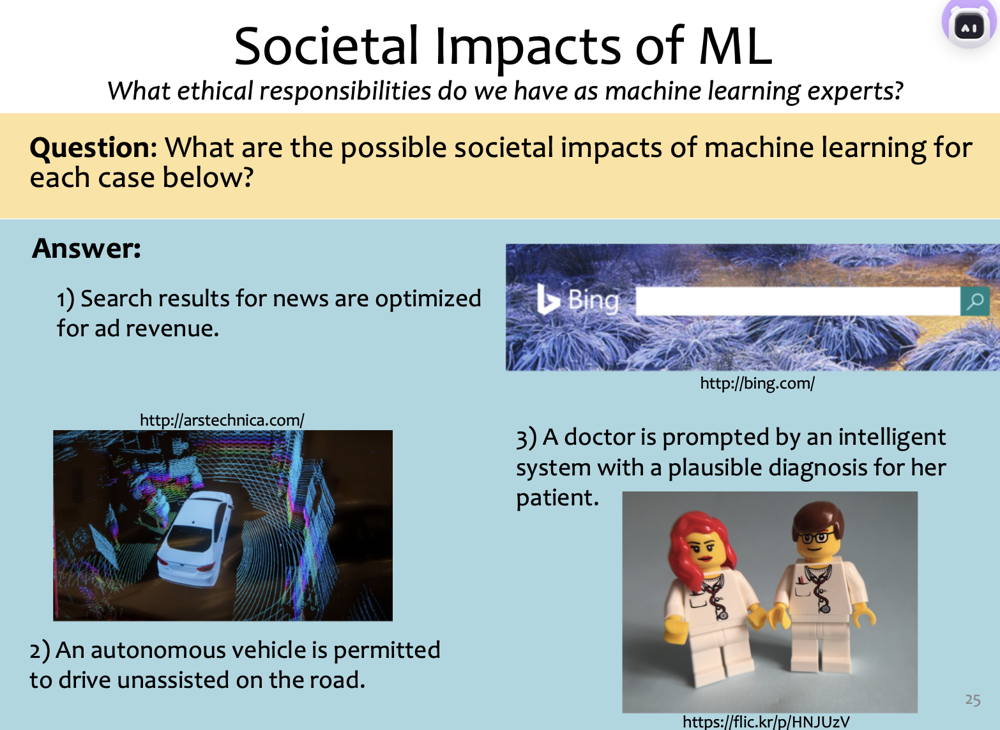 Societal Impacts of ML
What ethical responsibilities do we have as machine learning experts?
Question: What are the possible societal impacts of machine learning for
each case below?
Answer:
1) Search results for news are optimized
for ad revenue.
Bing
http://bing.com/
http://arstechnica.com/
2) An autonomous vehicle is permitted
to drive unassisted on the road.
3) A doctor is prompted by an intelligent
system with a plausible diagnosis for her
patient.
https://flic.kr/p/HNJUzV
25
AI